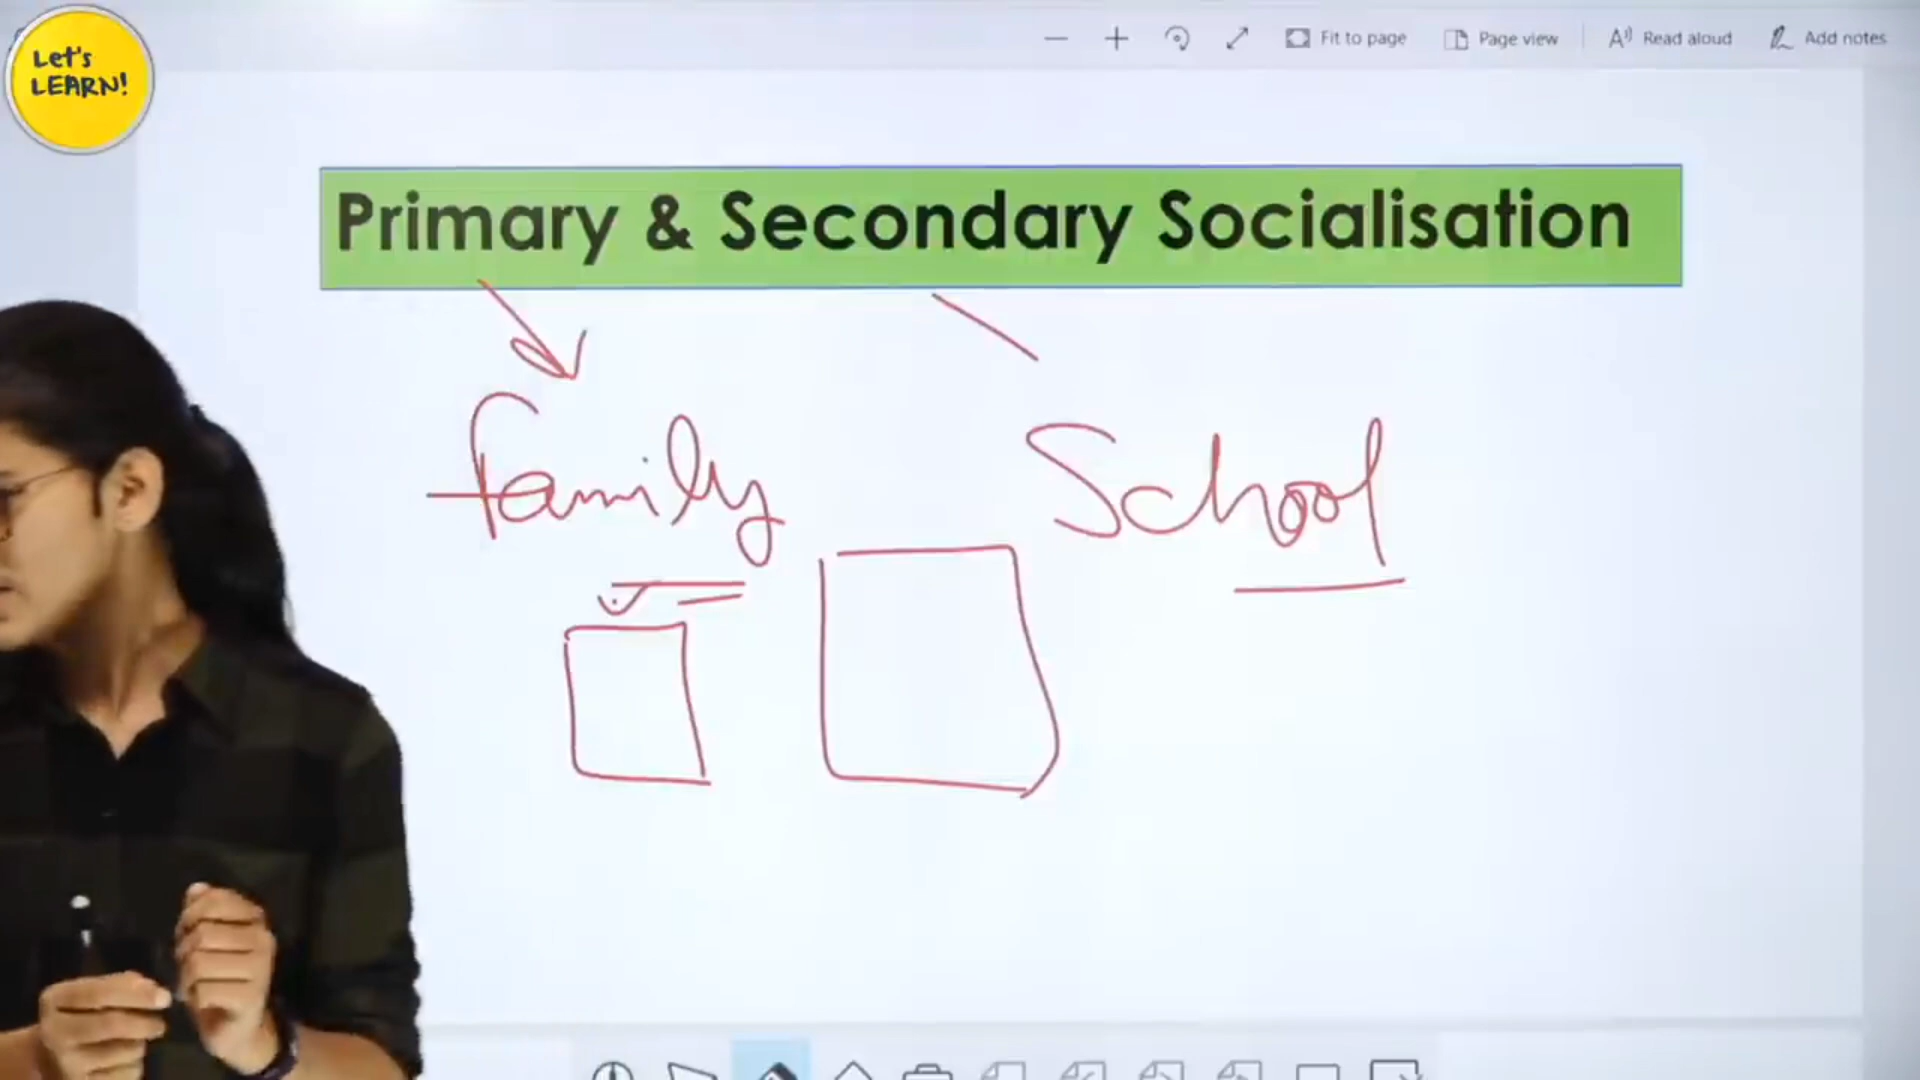 Let's
LEARN!
Fit to page
Page view
Read aloud
Add notes
Primary & Secondary Socialisation
family
School